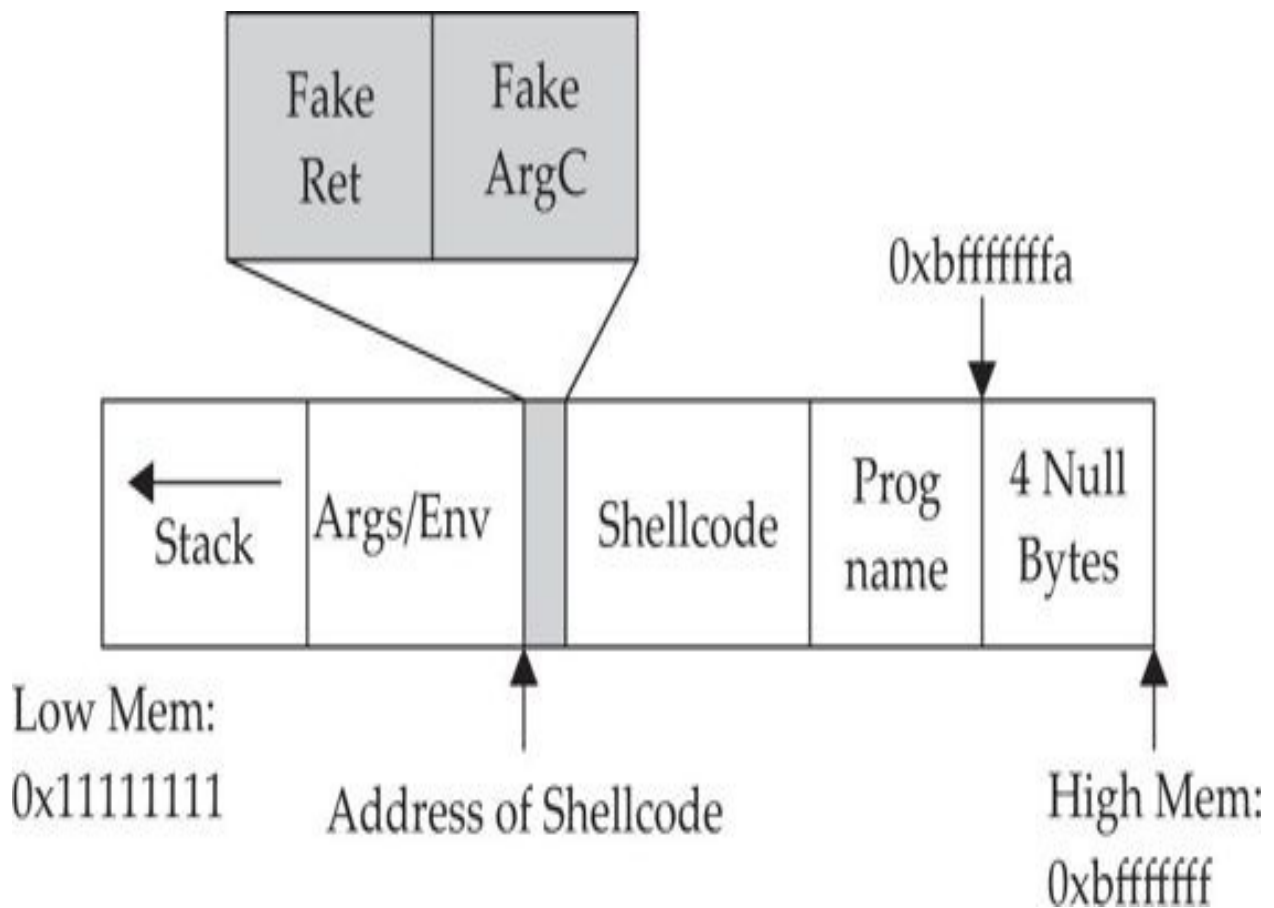 Fake
Ret
Fake
ArgC
0xbfffffffa
Stack
Args/Env
Shellcode
Prog
name
4 Null
Bytes
Low Mem:
0x11111111
Address of Shellcode
High Mem:
0xbfffffff